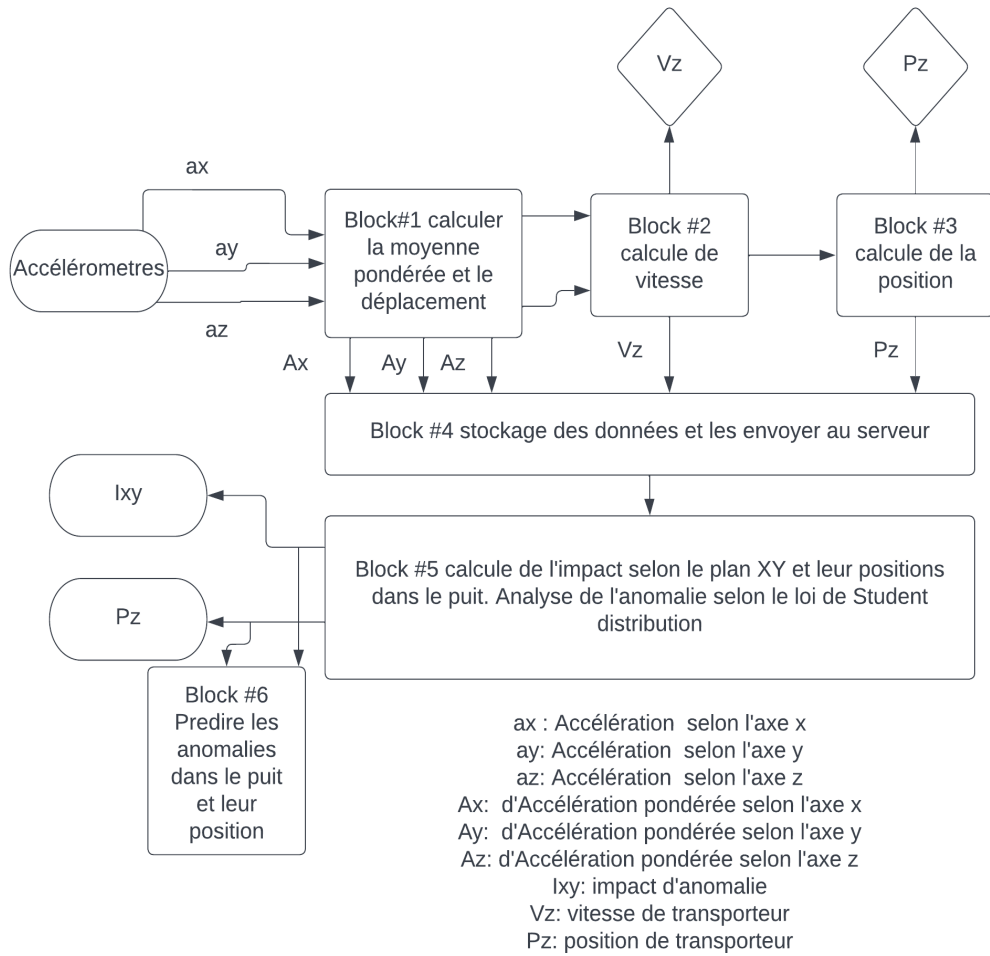 Vz
Pz
ax
Accélérometres
ay
az
Block#1 calculer
la moyenne
pondérée et le
déplacement
Block #2
calcule de
vitesse
Block #3
calcule de la
position
Ax
Ay
Az
Vz
Pz
Block #4 stockage des données et les envoyer au serveur
Ixy
Pz
Block #5 calcule de l'impact selon le plan XY et leur positions
dans le puit. Analyse de l'anomalie selon le loi de Student
distribution
Block #6
Predire les
anomalies
dans le puit
et leur
position
ax : Accélération selon l'axe x
ay: Accélération selon l'axe y
az: Accélération selon l'axe z
Ax: d'Accélération pondérée selon l'axe x
Ay: d'Accélération pondérée selon l'axe y
Az: d'Accélération pondérée selon l'axe z
Ixy: impact d'anomalie
Vz: vitesse de transporteur
Pz: position de transporteur